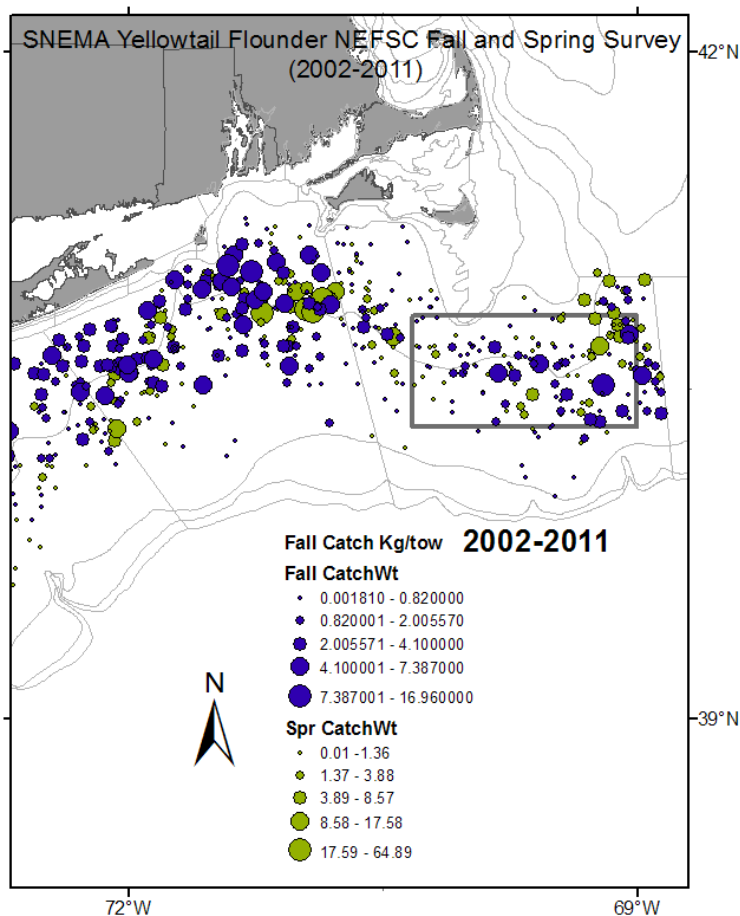 SNEMA Yellowtail Flounder NEFSC Fall and Spring Survey
(2002-2011)
42°N
Fall Catch Kg/tow 2002-2011
Fall CatchWt
0.001810 - 0.820000
0.820001 - 2.005570
2.005571 - 4.100000
4.100001 - 7.387000
7.387001 - 16.960000
N
39°N
Spr CatchWt
0.01 -1.36
1.37 - 3.88
3.89 - 8.57
8.58 - 17.58
17.59 - 64.89
72°W
69°W